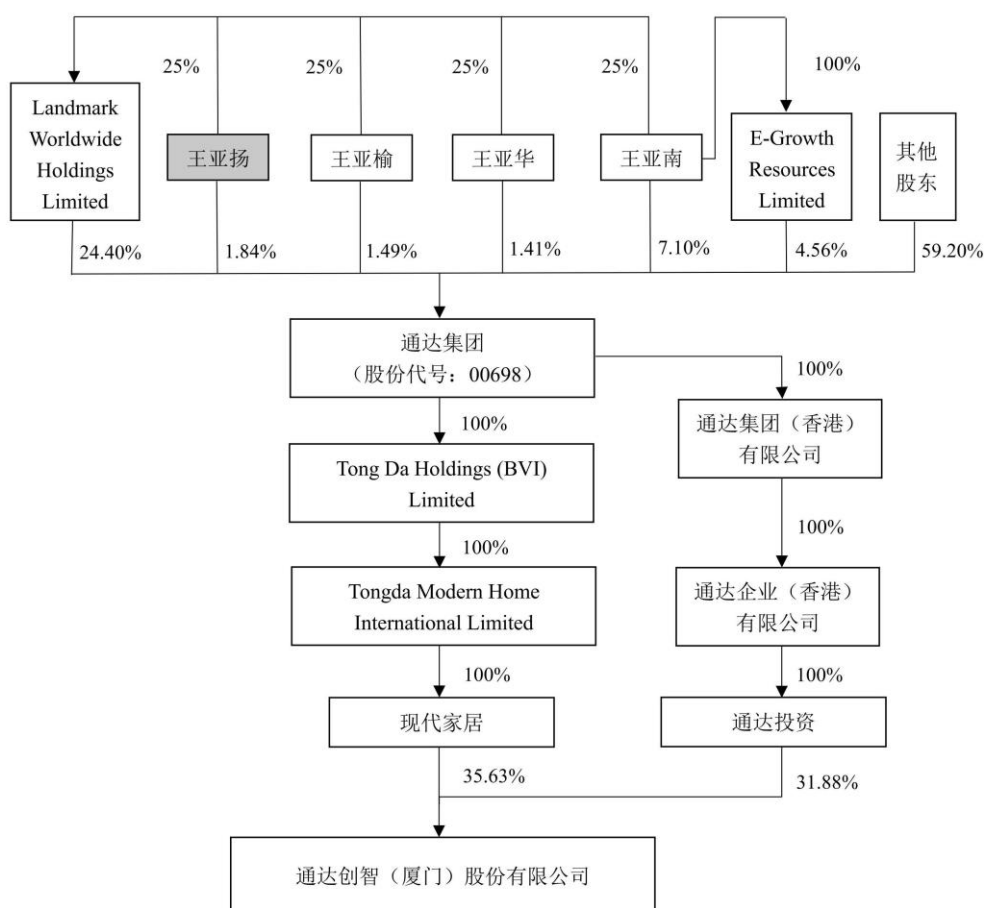 25%
25%
25%
25%
100%
Landmark
Worldwide
Holdings
Limited
王亚扬
王亚榆
王亚华
王亚南
E-Growth
Resources
Limited
其他
股东
24.40%
1.84%
1.49%
1.41%
7.10%
4.56%
59.20%
通达集团
（股份代号：00698）
100%
100%
通达集团（香港）
有限公司
Tong Da Holdings (BVI)
Limited
100%
100%
Tongda Modern Home
International Limited
通达企业（香港）
有限公司
100%
100%
现代家居
通达投资
35.63%
31.88%
通达创智（厦门）股份有限公司